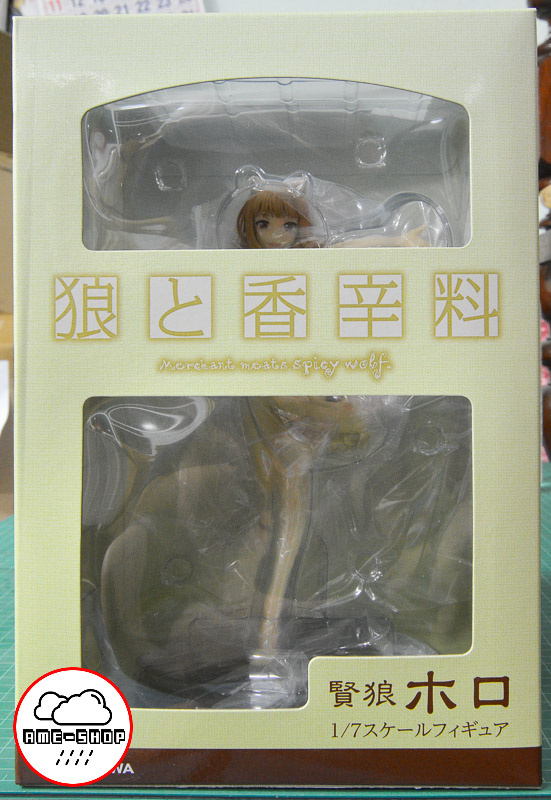 狼と香辛料
Merchant meats spicy wolf.
賢狼 ホロ
1/7スケールフィギュア
AME-SHOP